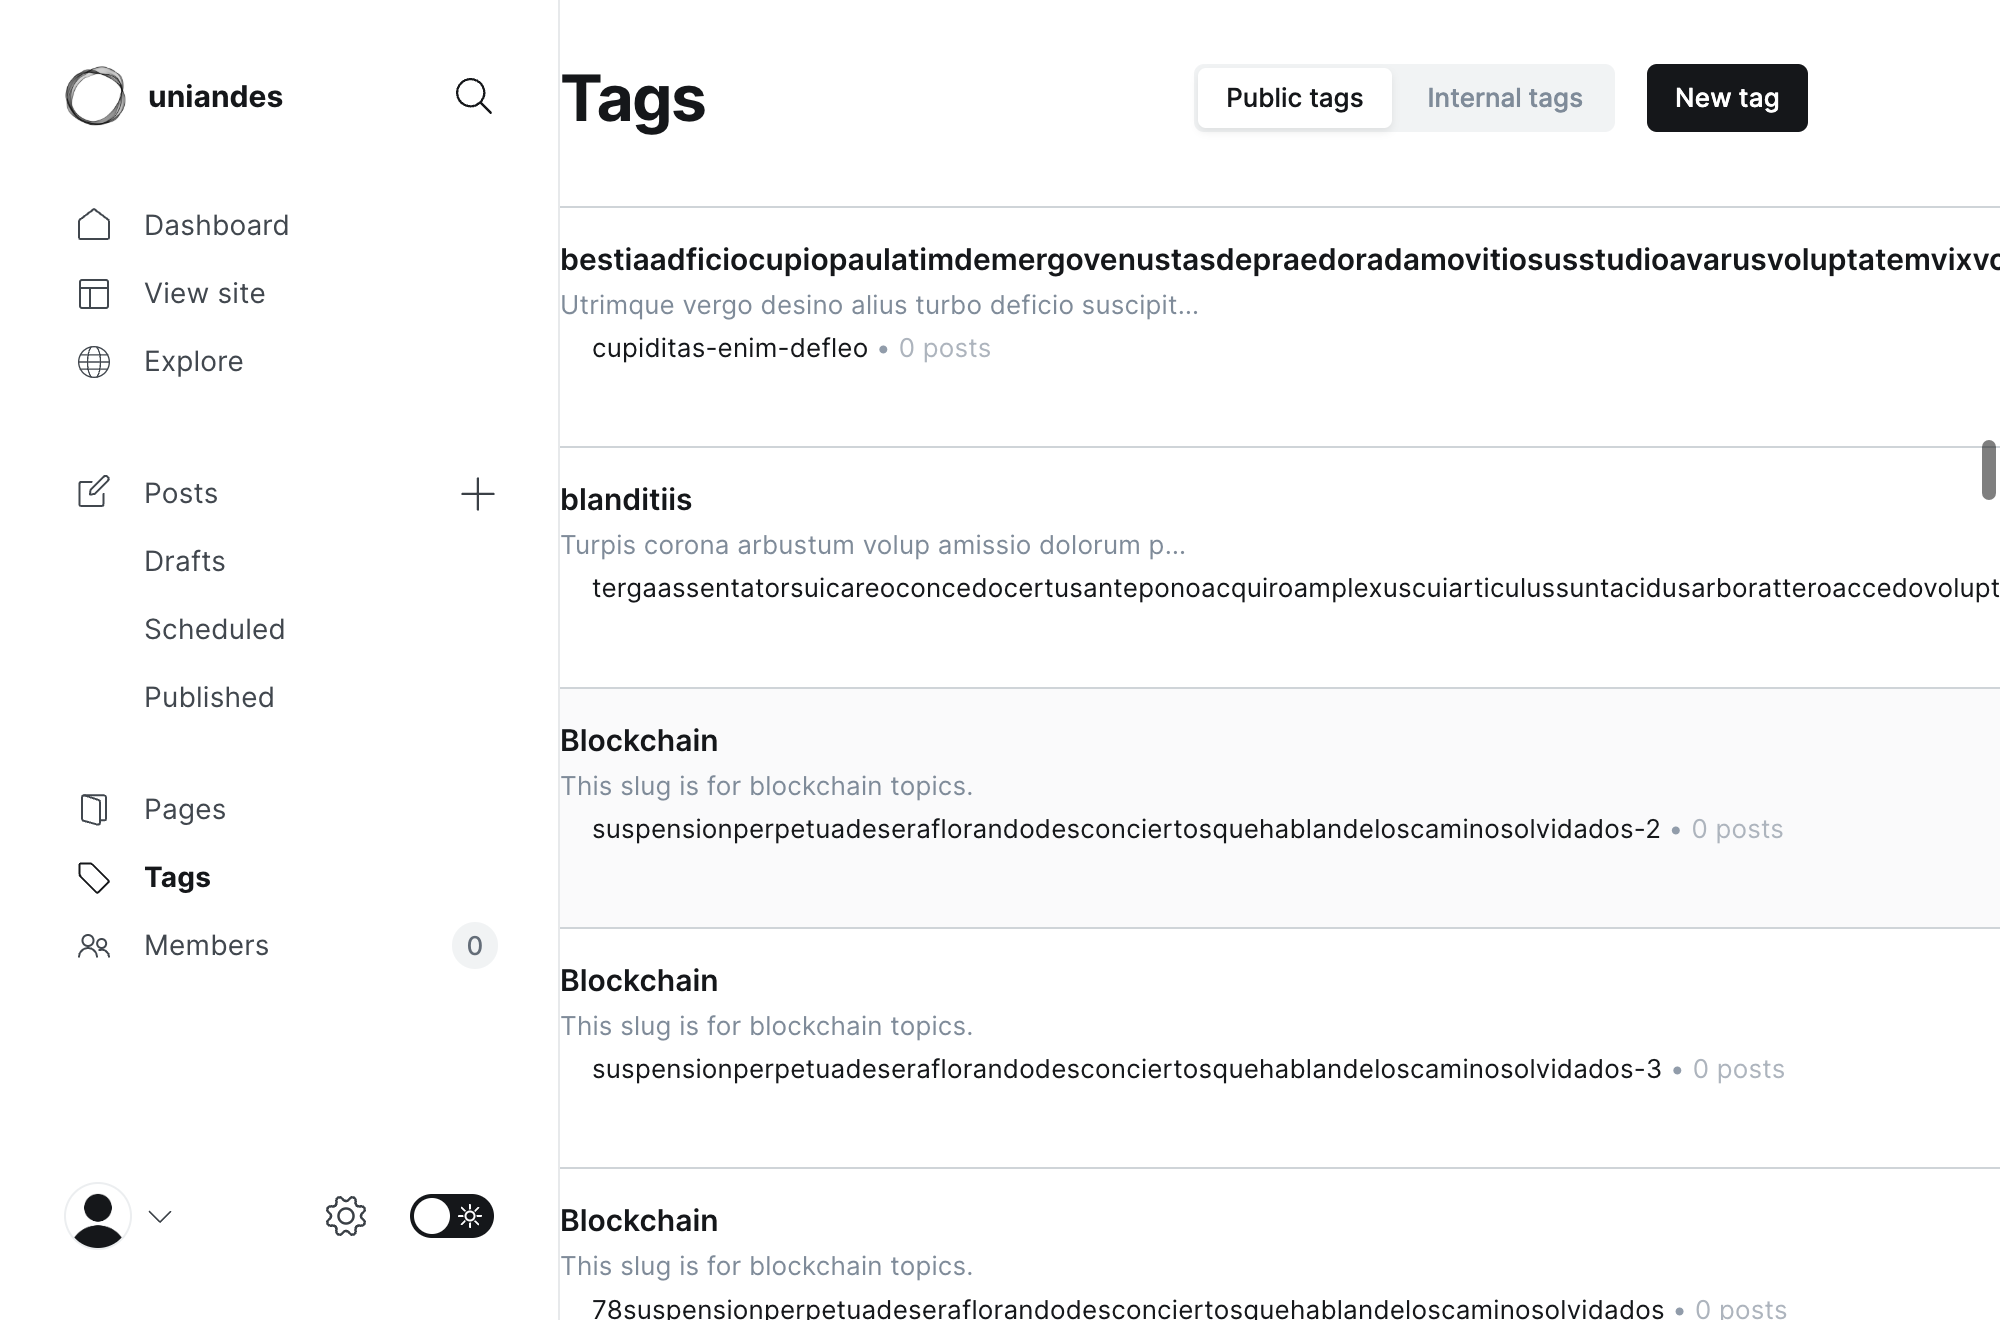 uniandes
Dashboard
View site
Explore
Posts
Drafts
Scheduled
Published
Pages
Tags
Members
0
Tags
Public tags
Internal tags
New tag
bestiaadficiocupiopaulatimdemergovenustasdepraedoradamovitiosusstudioavarusvoluptatemvixvo
Utrimque vergo desino alius turbo deficio suscipit...
cupiditas-enim-defleo • 0 posts
blanditiis
Turpis corona arbustum volup amissio dolorum p...
tergaassentatorsuicareoconcedocertusanteponoacquiroamplexuscuiarticulussuntacidusarboratteroaccedovolupt
Blockchain
This slug is for blockchain topics.
suspensionperpetuadeseraflorandodesconciertosquehablandeloscaminosolvidados-2 • 0 posts
Blockchain
This slug is for blockchain topics.
suspensionperpetuadeseraflorandodesconciertosquehablandeloscaminosolvidados-3 • 0 posts
Blockchain
This slug is for blockchain topics.
78suspensionperpetuadeseraflorandodesconciertosquehablandeloscaminosolvidados • 0 posts